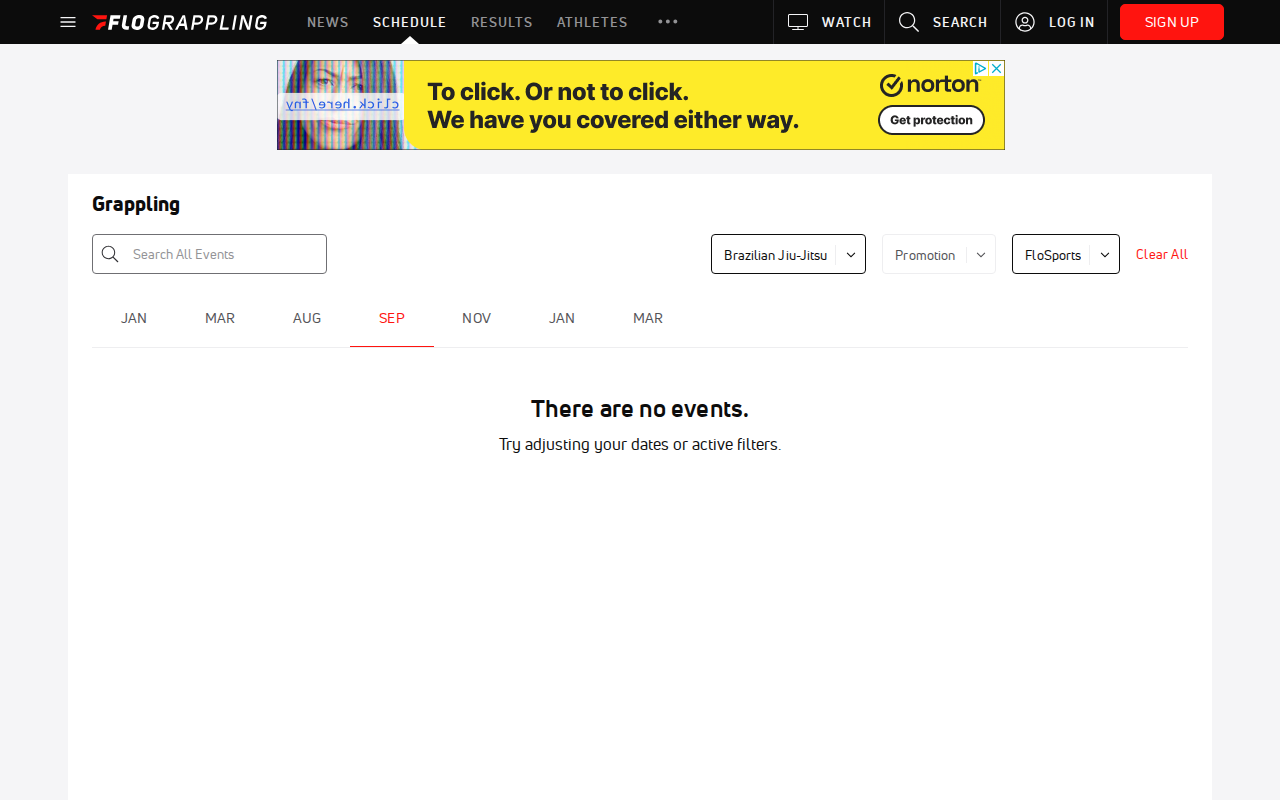 FLOGRAPPLING NEWS SCHEDULE RESULTS ATHLETES ••• WATCH SEARCH LOG IN SIGN UP
click.here/fny
To click. Or not to click.
We have you covered either way.
norton
Get protection
Grappling
Search All Events Brazilian Jiu-Jitsu Promotion FloSports Clear All
JAN MAR AUG SEP NOV JAN MAR
There are no events.
Try adjusting your dates or active filters.